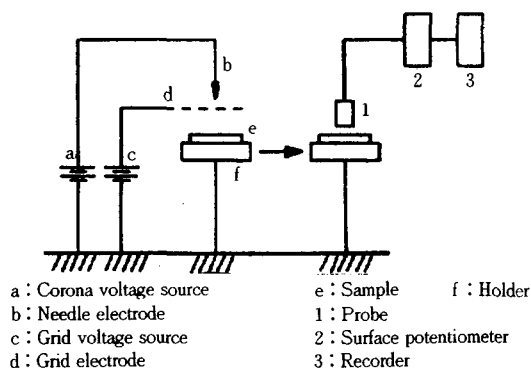 b
d
a
c
e
f
1
2
3
a : Corona voltage source
b : Needle electrode
c : Grid voltage source
d : Grid electrode
e : Sample f : Holder
1 : Probe
2 : Surface potentiometer
3 : Recorder